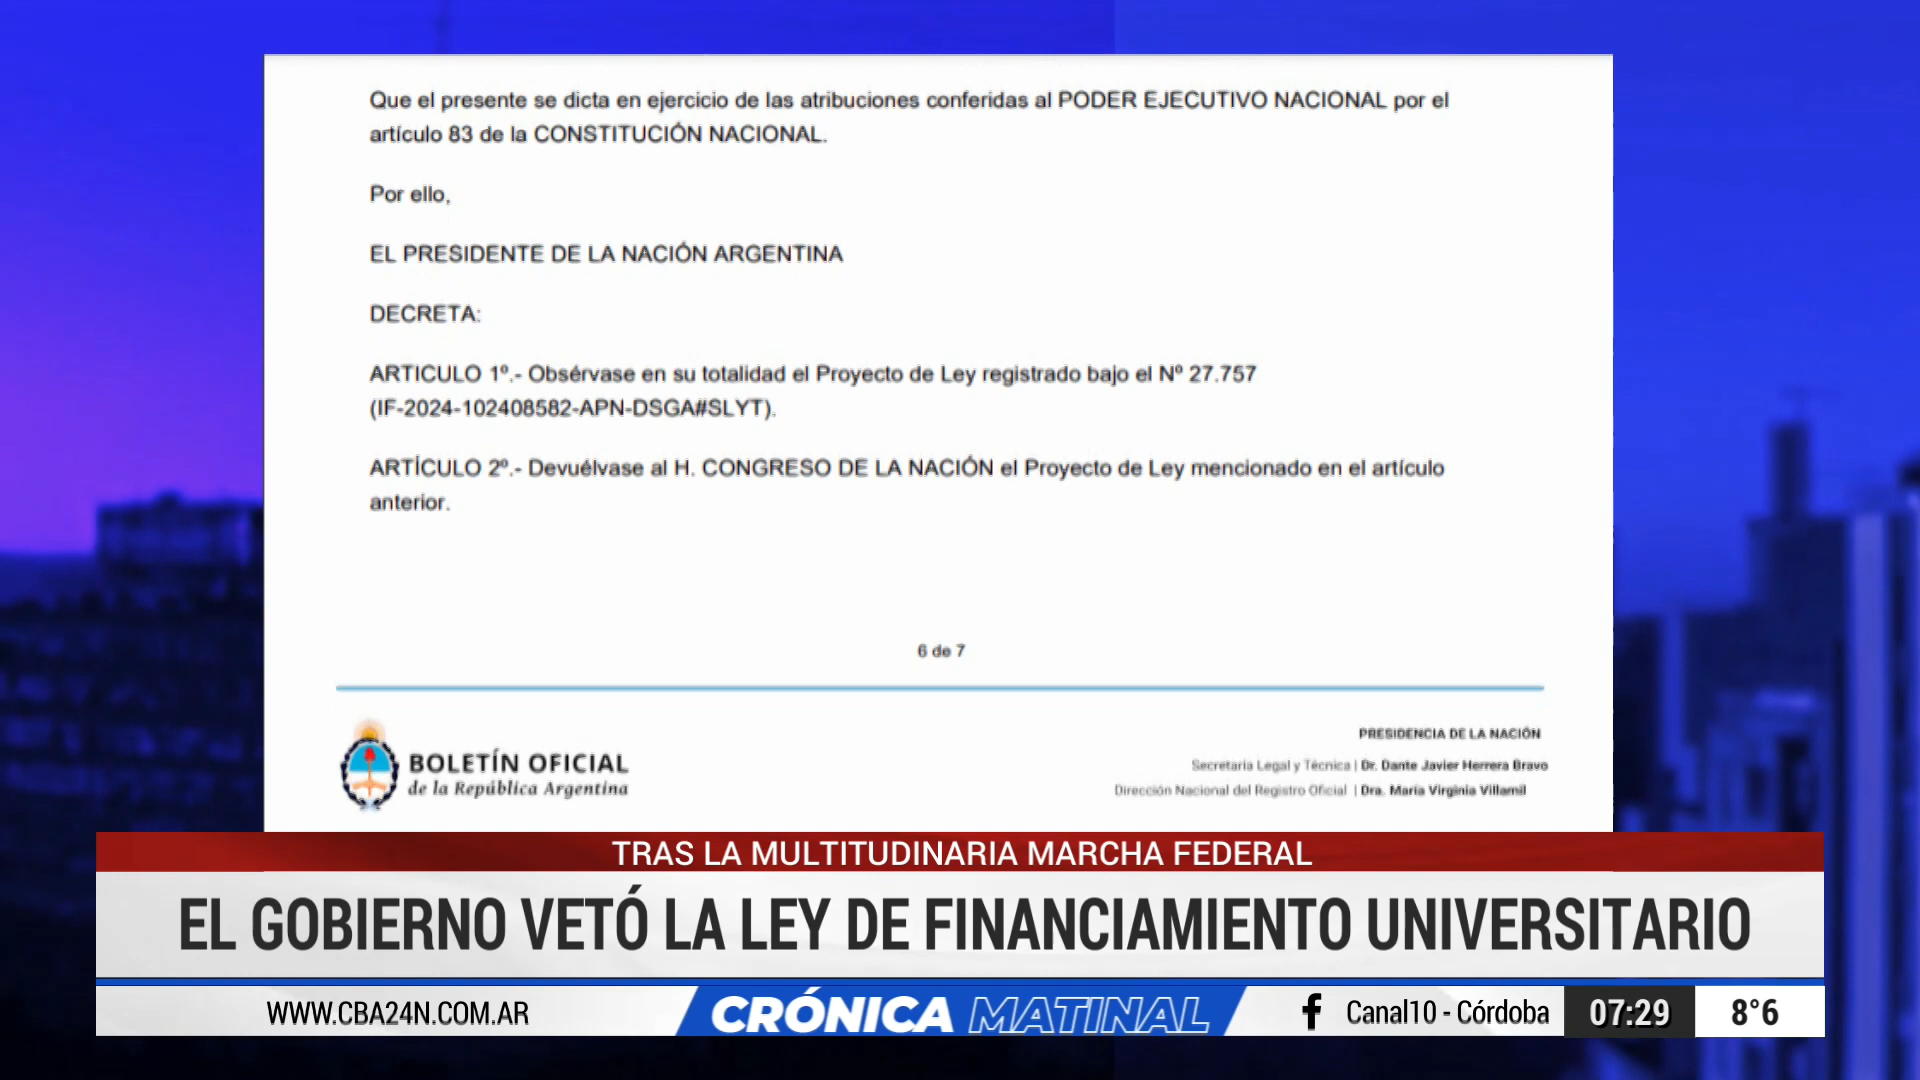 Que el presente se dicta en ejercicio de las atribuciones conferidas al PODER EJECUTIVO NACIONAL por el
artículo 83 de la CONSTITUCIÓN NACIONAL.
Por ello,
EL PRESIDENTE DE LA NACIÓN ARGENTINA
DECRETA:
ARTICULO 1º.- Obsérvase en su totalidad el Proyecto de Ley registrado bajo el Nº 27.757
(IF-2024-102408582-APN-DSGA#SLYT).
ARTÍCULO 2º.- Devuélvase al H. CONGRESO DE LA NACIÓN el Proyecto de Ley mencionado en el artículo
anterior.
6 de 7
BOLETÍN OFICIAL
de la República Argentina
PRESIDENCIA DE LA NACIÓN
Secretaría Legal y Técnica | Dr. Dante Javier Herrera Bravo
Dirección Nacional del Registro Oficial | Dra. María Virginia Villamil
TRAS LA MULTITUDINARIA MARCHA FEDERAL
EL GOBIERNO VETÓ LA LEY DE FINANCIAMIENTO UNIVERSITARIO
WWW.CBA24N.COM.AR
CRÓNICA MATINAL
Canal10 - Córdoba
07:29
8°6